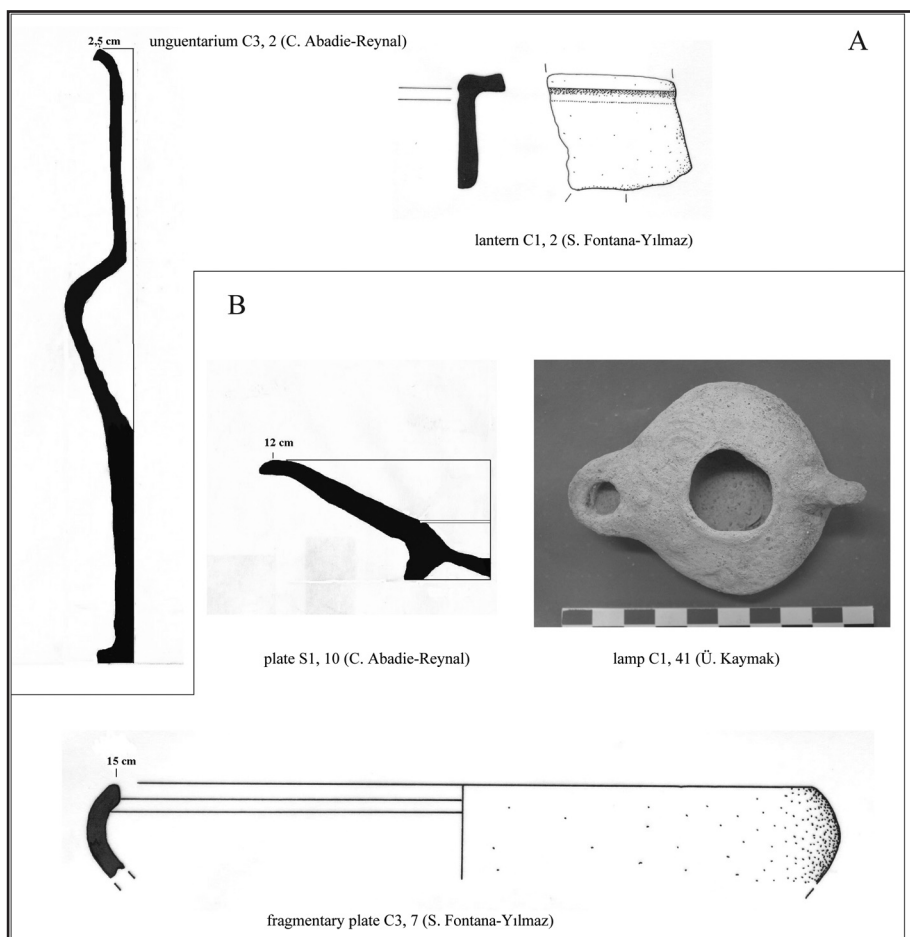 2,5 cm
unguentarium C3, 2 (C. Abadie-Reynal)
A
lantern C1, 2 (S. Fontana-Yılmaz)
B
12 cm
plate S1, 10 (C. Abadie-Reynal)
lamp C1, 41 (Ü. Kaymak)
15 cm
fragmentary plate C3, 7 (S. Fontana-Yılmaz)